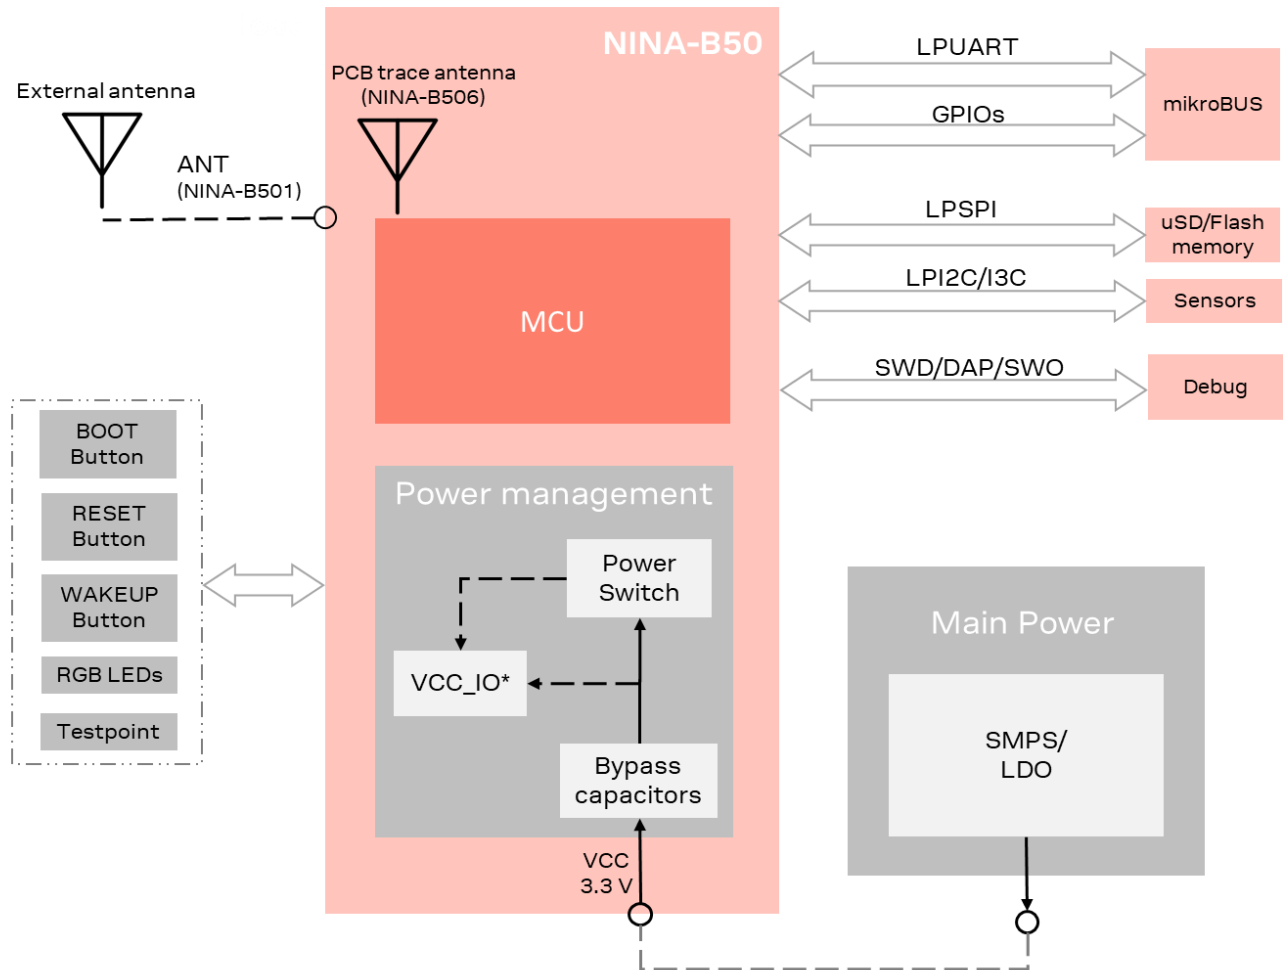 NINA-B50
External antenna
ANT
(NINA-B501)
PCB trace antenna
(NINA-B506)
MCU
LPUART
GPIOs
mikroBUS
LPSPI
uSD/Flash
memory
LPI2C/I3C
Sensors
SWD/DAP/SWO
Debug
BOOT
Button
RESET
Button
WAKEUP
Button
RGB LEDs
Testpoint
Power management
Power
Switch
VCC_IO*
Bypass
capacitors
VCC
3.3 V
Main Power
SMPS/
LDO